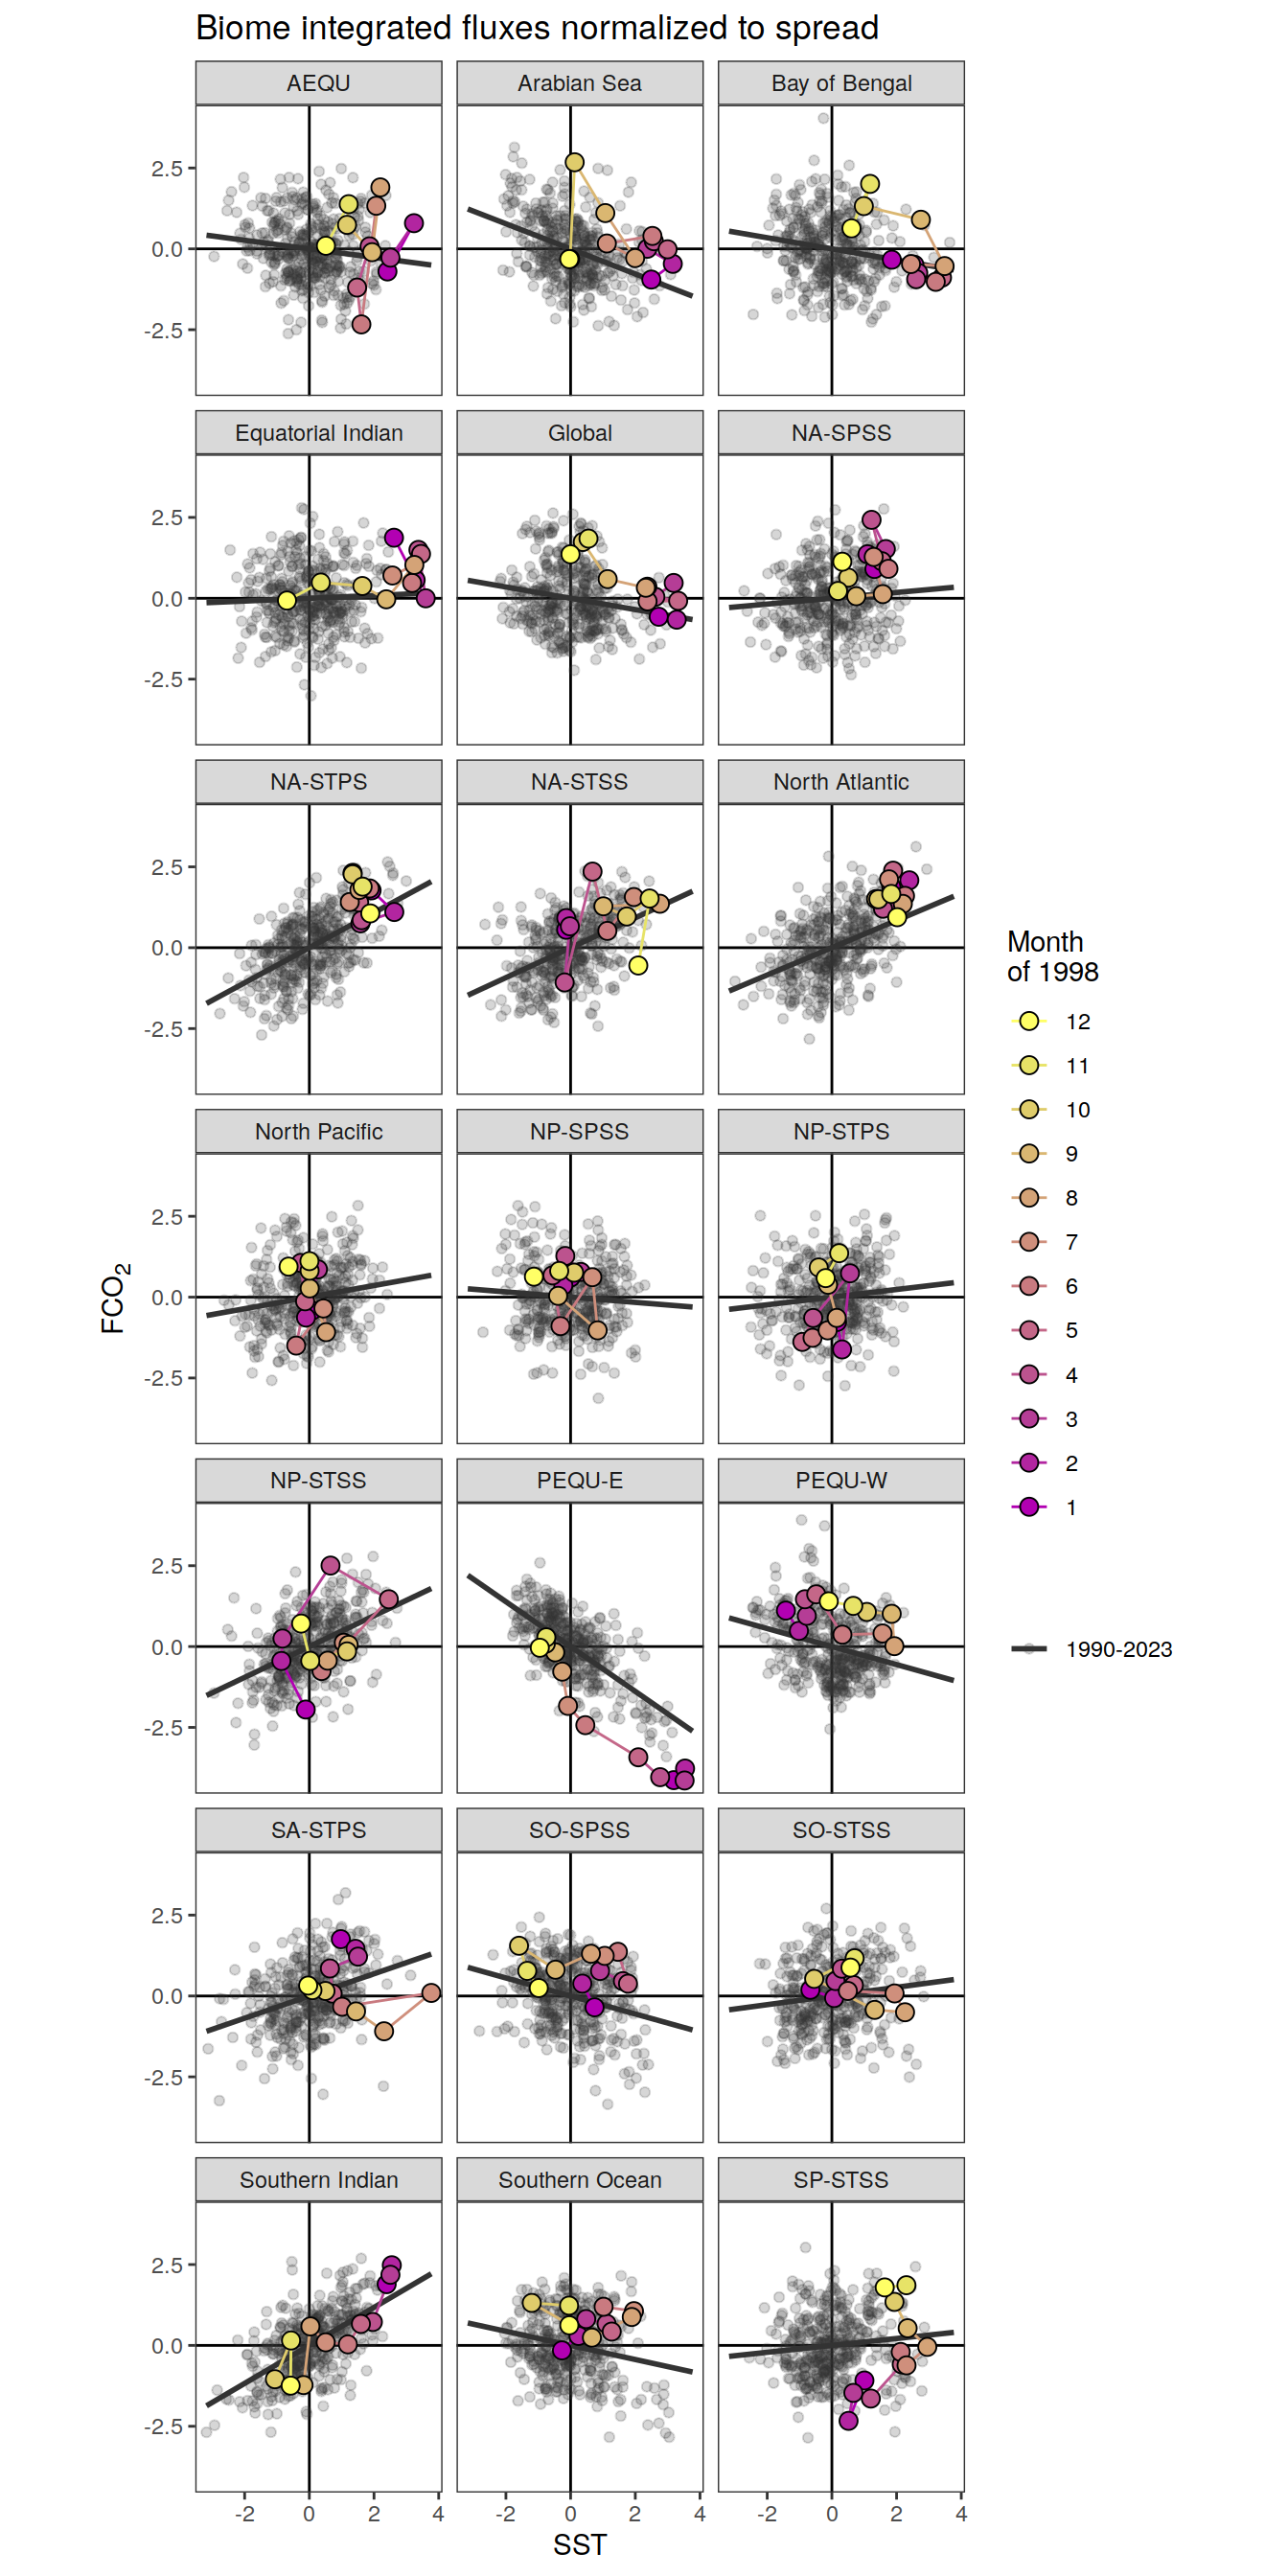 Biome integrated fluxes normalized to spread
AEQU
Arabian Sea
Bay of Bengal
2.5
0.0
-2.5
Equatorial Indian
Global
NA-SPSS
2.5
0.0
-2.5
NA-STPS
NA-STSS
North Atlantic
2.5
0.0
-2.5
North Pacific
NP-SPSS
NP-STPS
2.5
0.0
-2.5
NP-STSS
PEQU-E
PEQU-W
2.5
0.0
-2.5
SA-STPS
SO-SPSS
SO-STSS
2.5
0.0
-2.5
Southern Indian
Southern Ocean
SP-STSS
2.5
0.0
-2.5
-2 0 2 4
-2 0 2 4
-2 0 2 4
SST
FCO₂
Month
of 1998
12
11
10
9
8
7
6
5
4
3
2
1
1990-2023